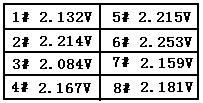 1# 2.132V 5# 2.215V
2# 2.214V 6# 2.253V
3# 2.084V 7# 2.159V
4# 2.167V 8# 2.181V